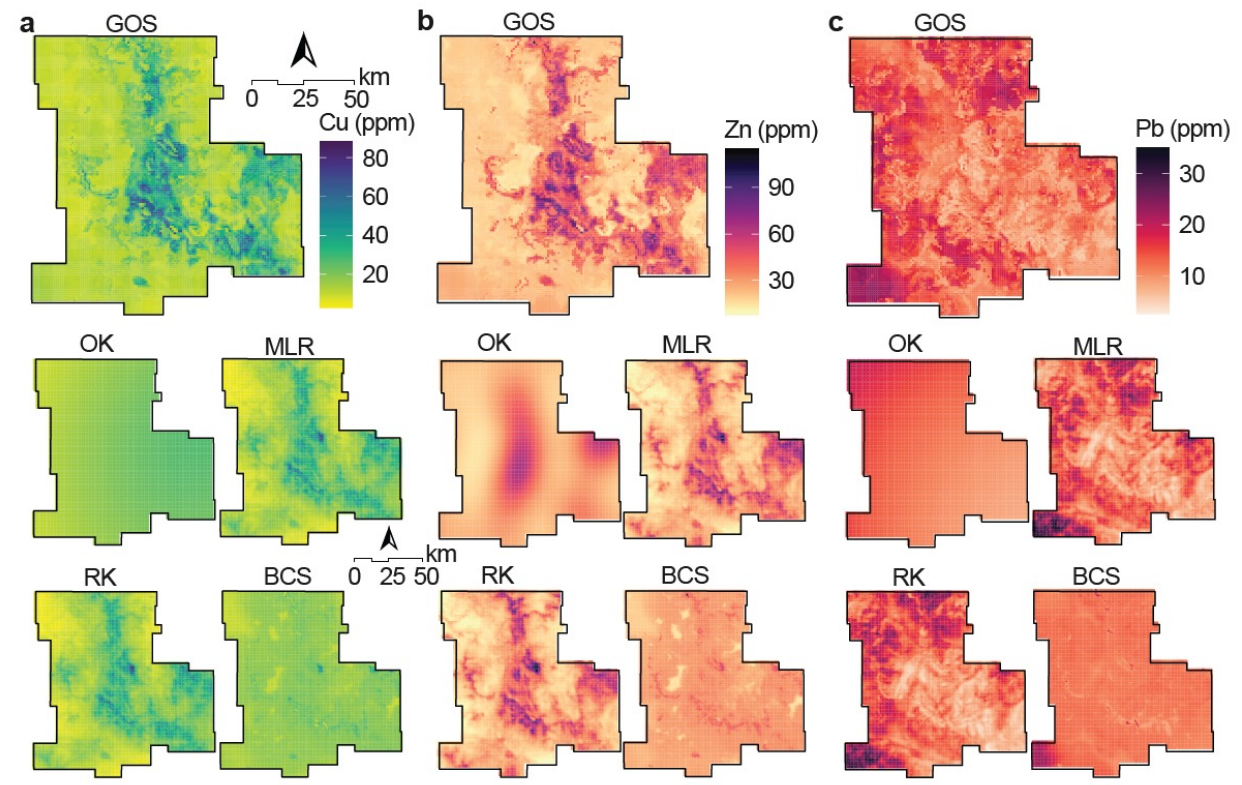 a
GOS
km
0 25 50
Cu (ppm)
80
60
40
20
b
GOS
Zn (ppm)
90
60
30
c
GOS
Pb (ppm)
30
20
10
OK
MLR
OK
MLR
OK
MLR
km
0 25 50
RK
BCS
RK
BCS
RK
BCS